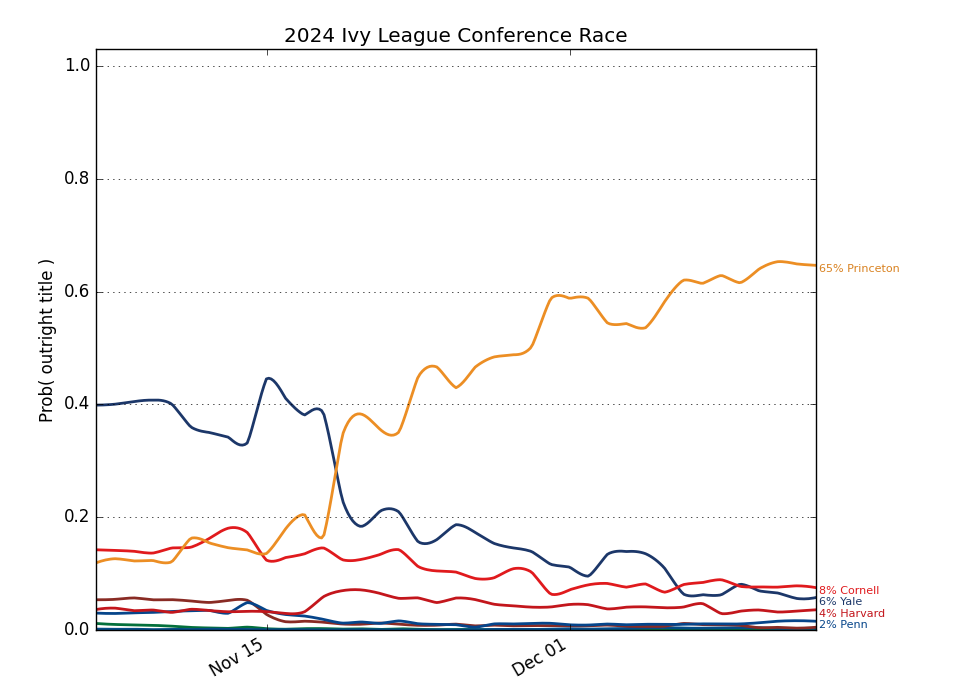 2024 Ivy League Conference Race
1.0
0.8
0.6
0.4
0.2
0.0
Prob( outright title )
Nov 15
Dec 01
65% Princeton
8% Cornell
6% Yale
4% Harvard
2% Penn